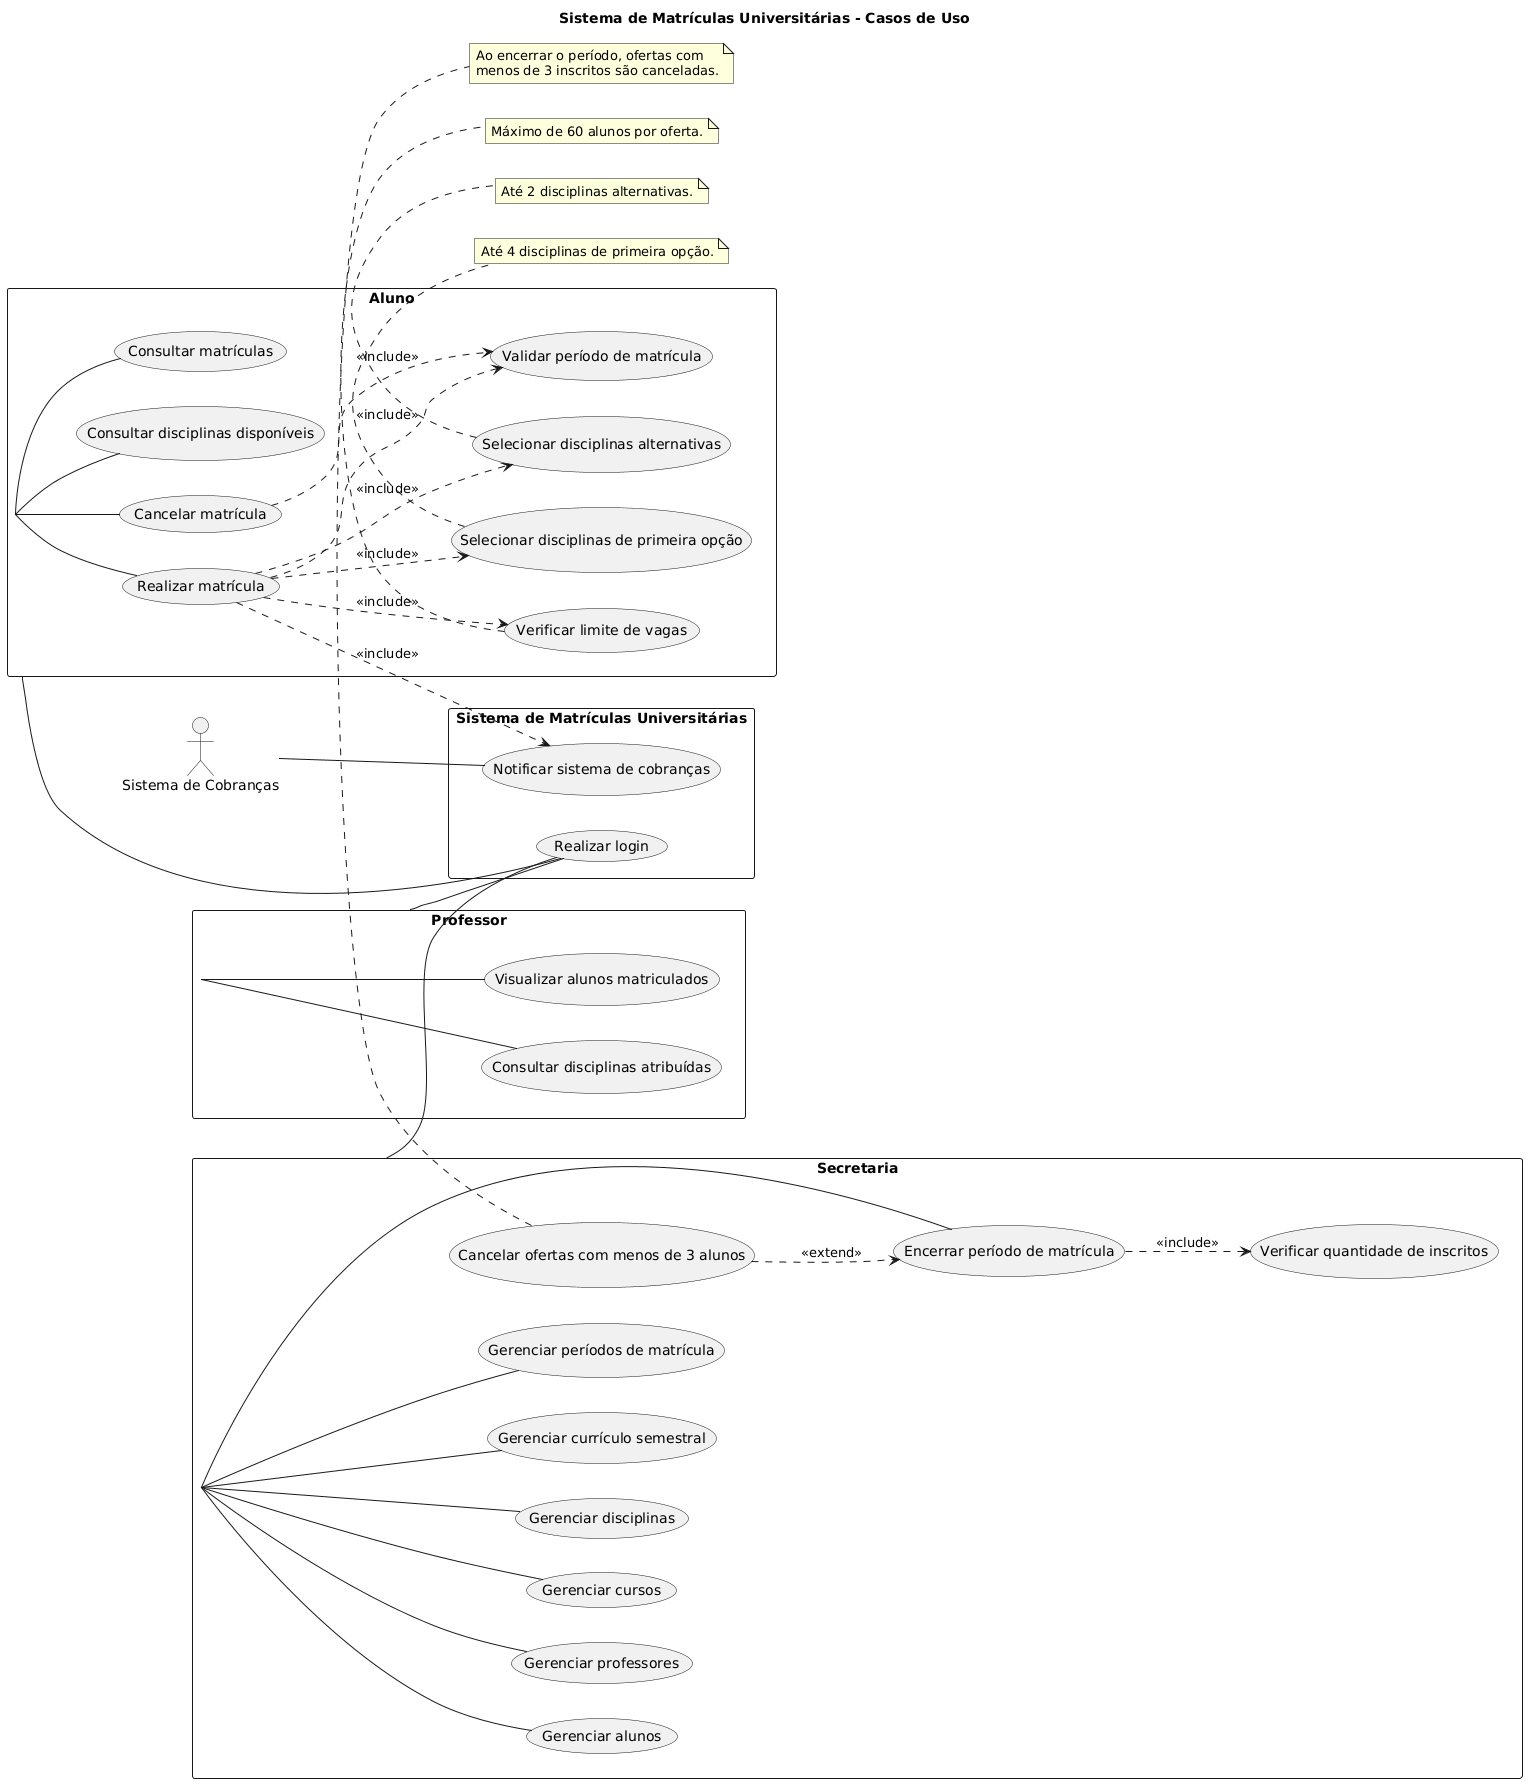 Sistema de Matrículas Universitárias - Casos de Uso
Ao encerrar o período, ofertas com
menos de 3 inscritos são canceladas.
Máximo de 60 alunos por oferta.
Até 2 disciplinas alternativas.
Até 4 disciplinas de primeira opção.
Aluno
Consultar matrículas
Consultar disciplinas disponíveis
Cancelar matrícula
Realizar matrícula
«include»
«include»
«include»
«include»
«include»
«include»
Validar período de matrícula
Selecionar disciplinas alternativas
Selecionar disciplinas de primeira opção
Verificar limite de vagas
Sistema de Cobranças
Sistema de Matrículas Universitárias
Notificar sistema de cobranças
Realizar login
Professor
Visualizar alunos matriculados
Consultar disciplinas atribuídas
Secretaria
Cancelar ofertas com menos de 3 alunos
«extend»
Encerrar período de matrícula
«include»
Verificar quantidade de inscritos
Gerenciar períodos de matrícula
Gerenciar currículo semestral
Gerenciar disciplinas
Gerenciar cursos
Gerenciar professores
Gerenciar alunos